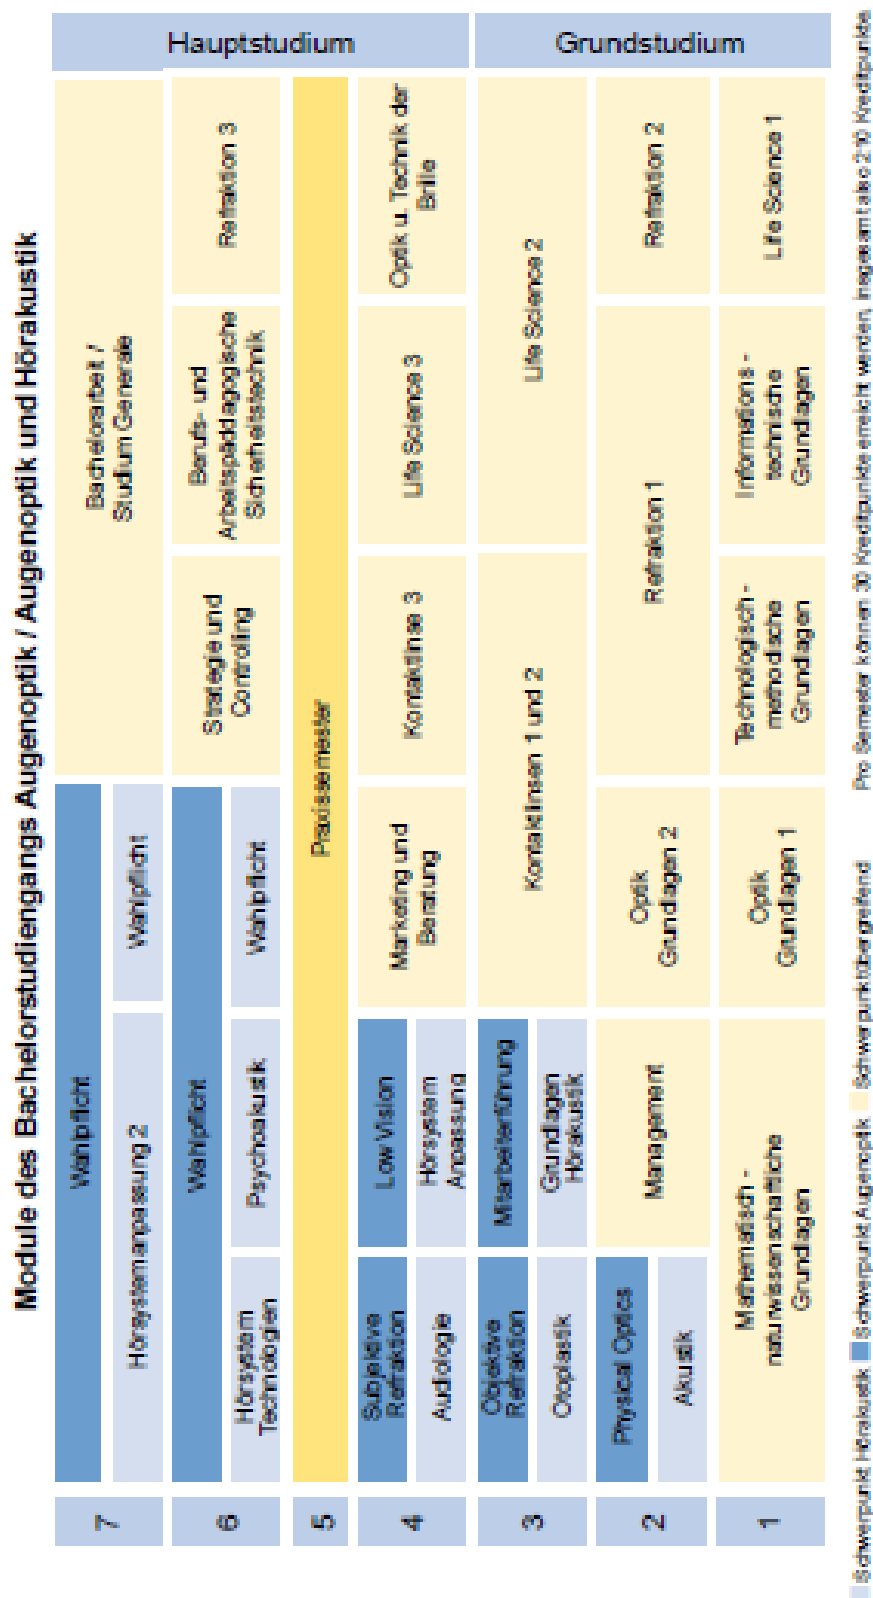 Module des Bachelorstudiengangs Augenoptik / Augenoptik und Hörakustik
7
Wahlpflicht
Hörsystemanpassung 2
Wahlpflicht
Bachelorarbeit /
Studium Generale
Hauptstudium
6
Wahlpflicht
Hörsystem
Technologien
Psychoakustik
Wahlpflicht
Strategie und
Controlling
Berufs- und
Arbeitspäddagogische
Sicherheitstechnik
Refraktion 3
5
Praxissemester
4
Subjektive
Refraktion
Low Vision
Audiologie
Hörsystem
Anpassung
Marketing und
Beratung
Kontaktlinse 3
Life Science 3
Optik u. Technik der
Brille
3
Objektive
Refraktion
Mitarbeiterführung
Otoplastik
Grundlagen
Hörakustik
Kontaktlinsen 1 und 2
Life Science 2
Grundstudium
2
Physical Optics
Akustik
Management
Optik
Grundlagen 2
Refraktion 1
Refraktion 2
1
Mathematisch -
naturwissenschaftliche
Grundlagen
Optik
Grundlagen 1
Technologisch -
methodische
Grundlagen
Informations -
technische
Grundlagen
Life Science 1
Schwerpunkt Hörakustik
Schwerpunkt Augenoptik
Schwerpunktübergreifend
Pro Semester können 30 Kreditpunkte erreicht werden, insgesamt also 210 Kreditpunkte.